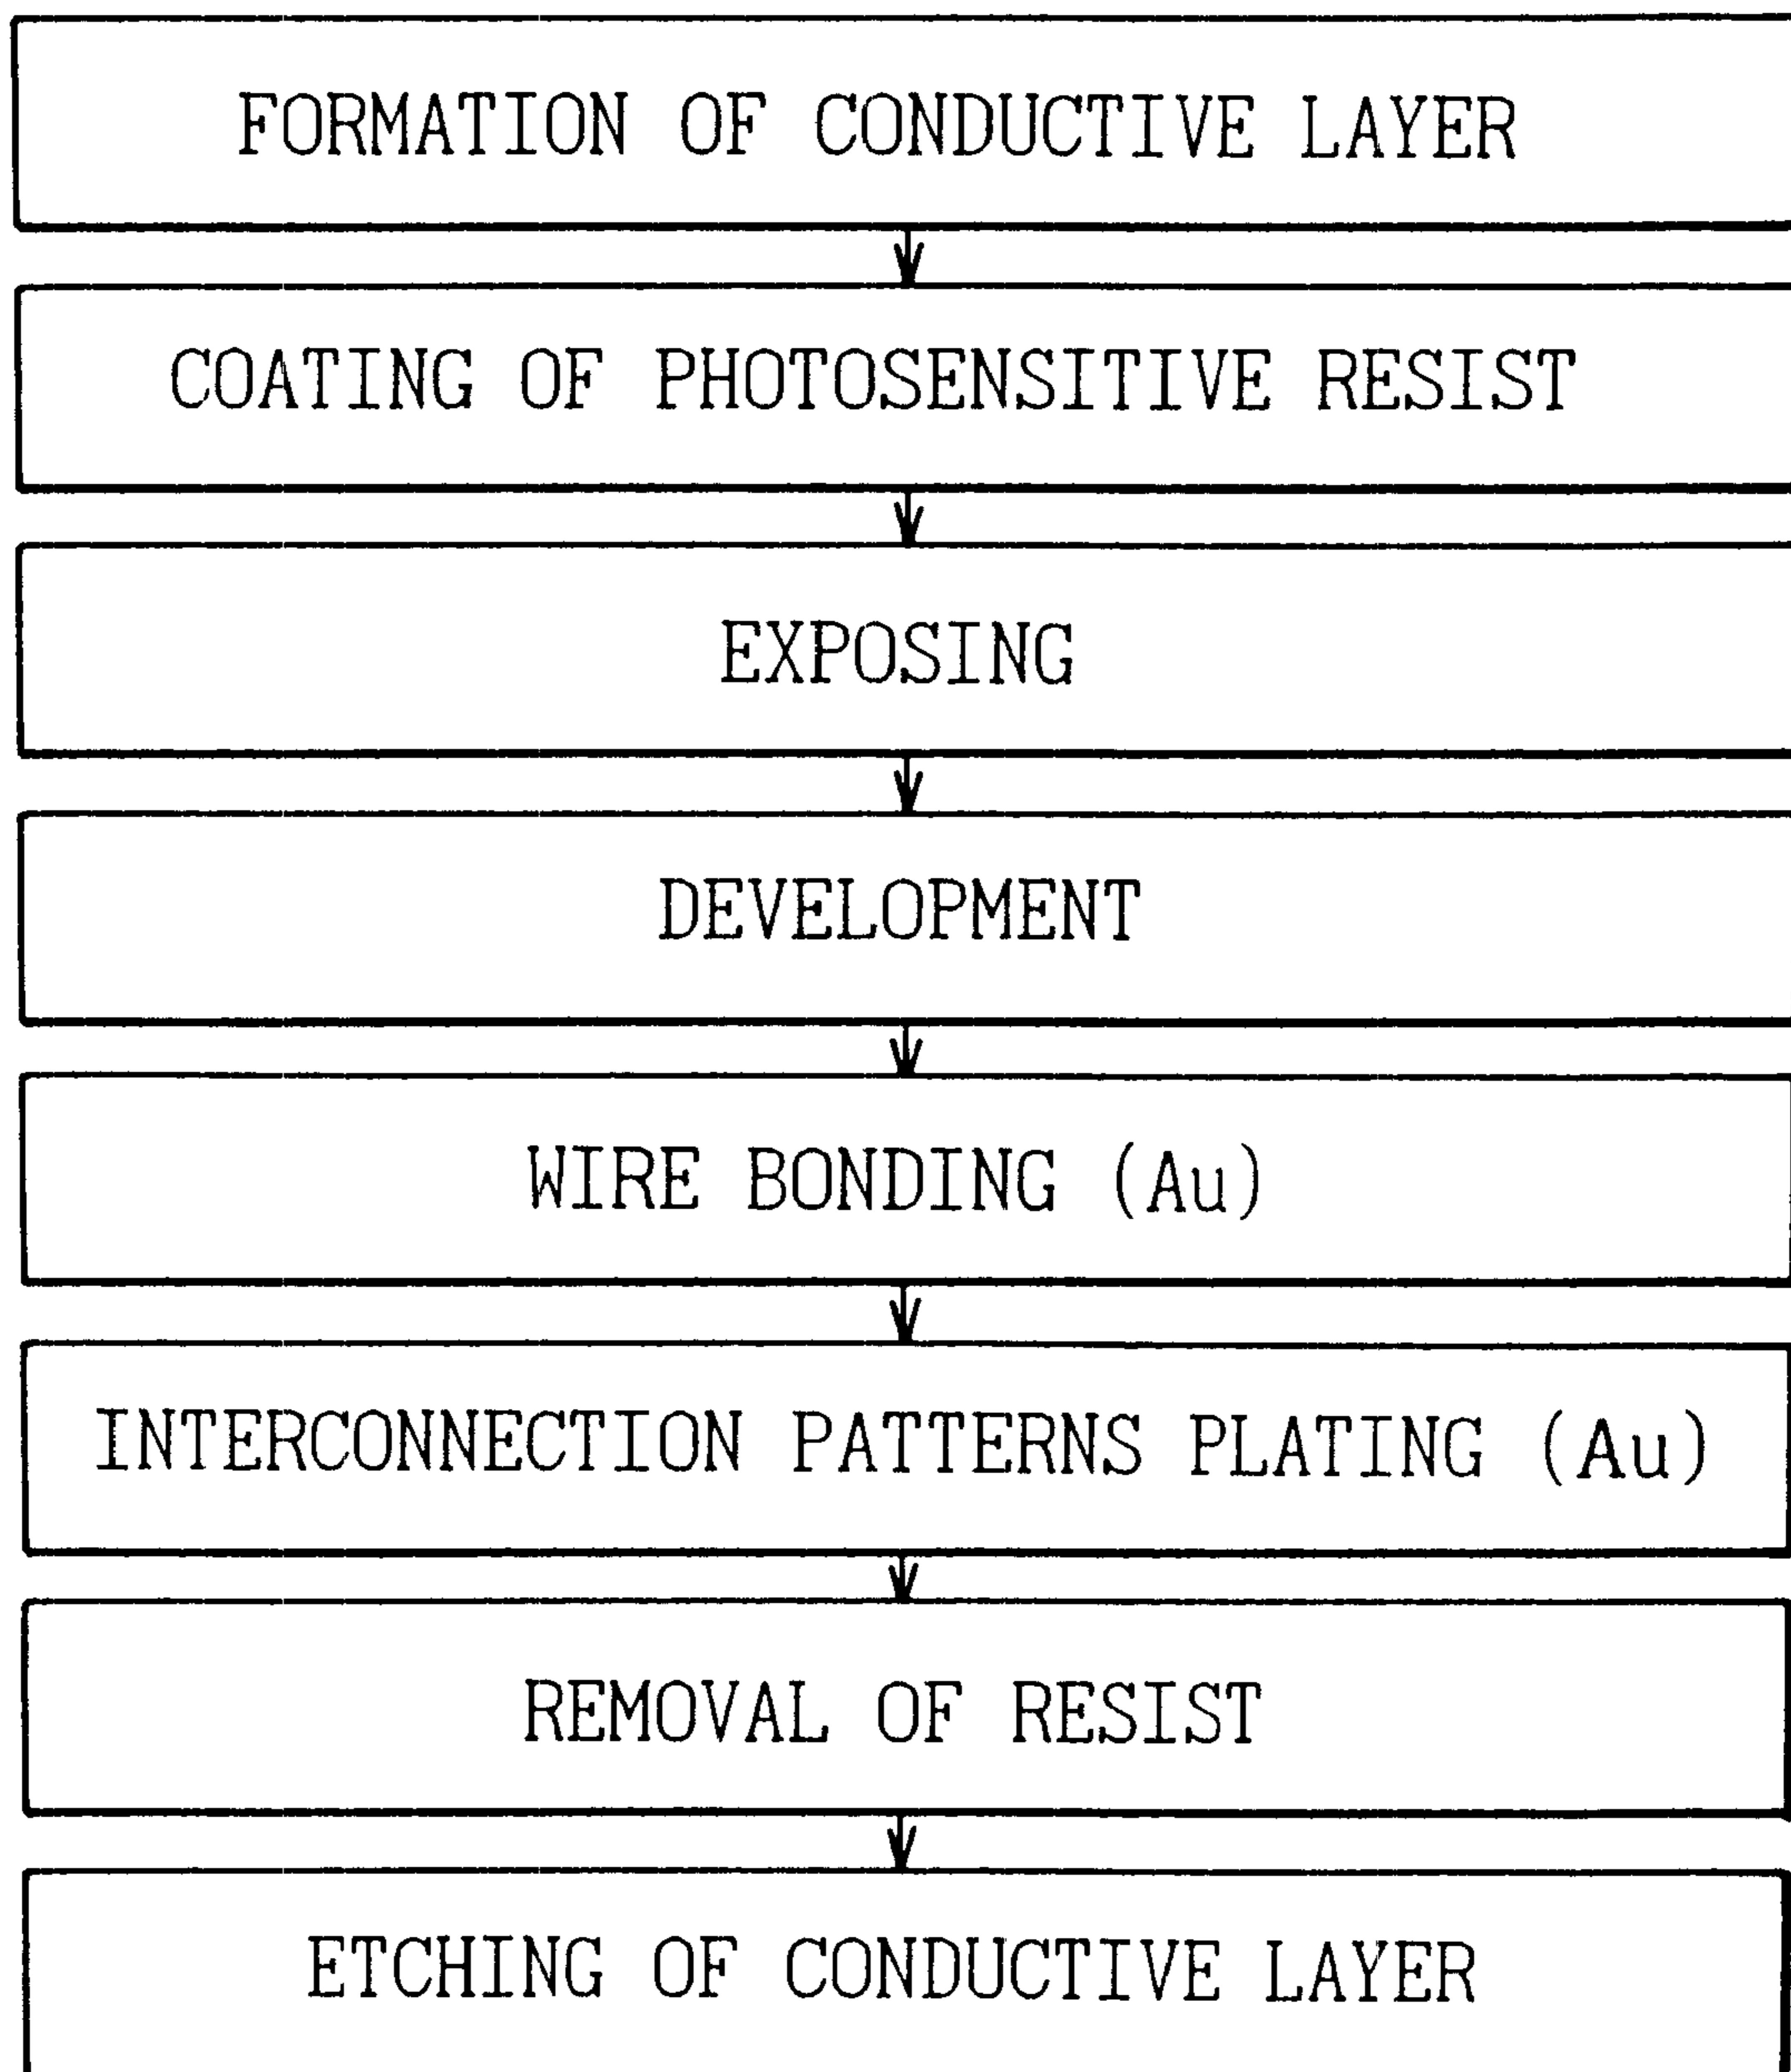 FORMATION OF CONDUCTIVE LAYER
COATING OF PHOTOSENSITIVE RESIST
EXPOSING
DEVELOPMENT
WIRE BONDING (Au)
INTERCONNECTION PATTERNS PLATING (Au)
REMOVAL OF RESIST
ETCHING OF CONDUCTIVE LAYER